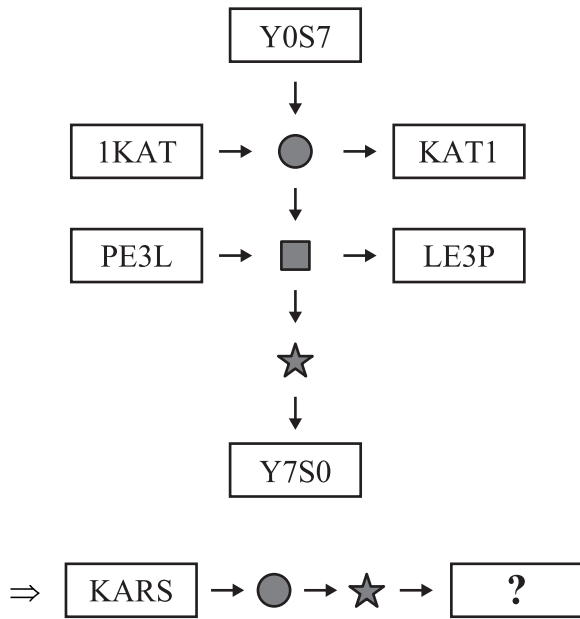 Y0S7
1KAT KAT1
PE3L LE3P
Y7S0
⇒ KARS ?